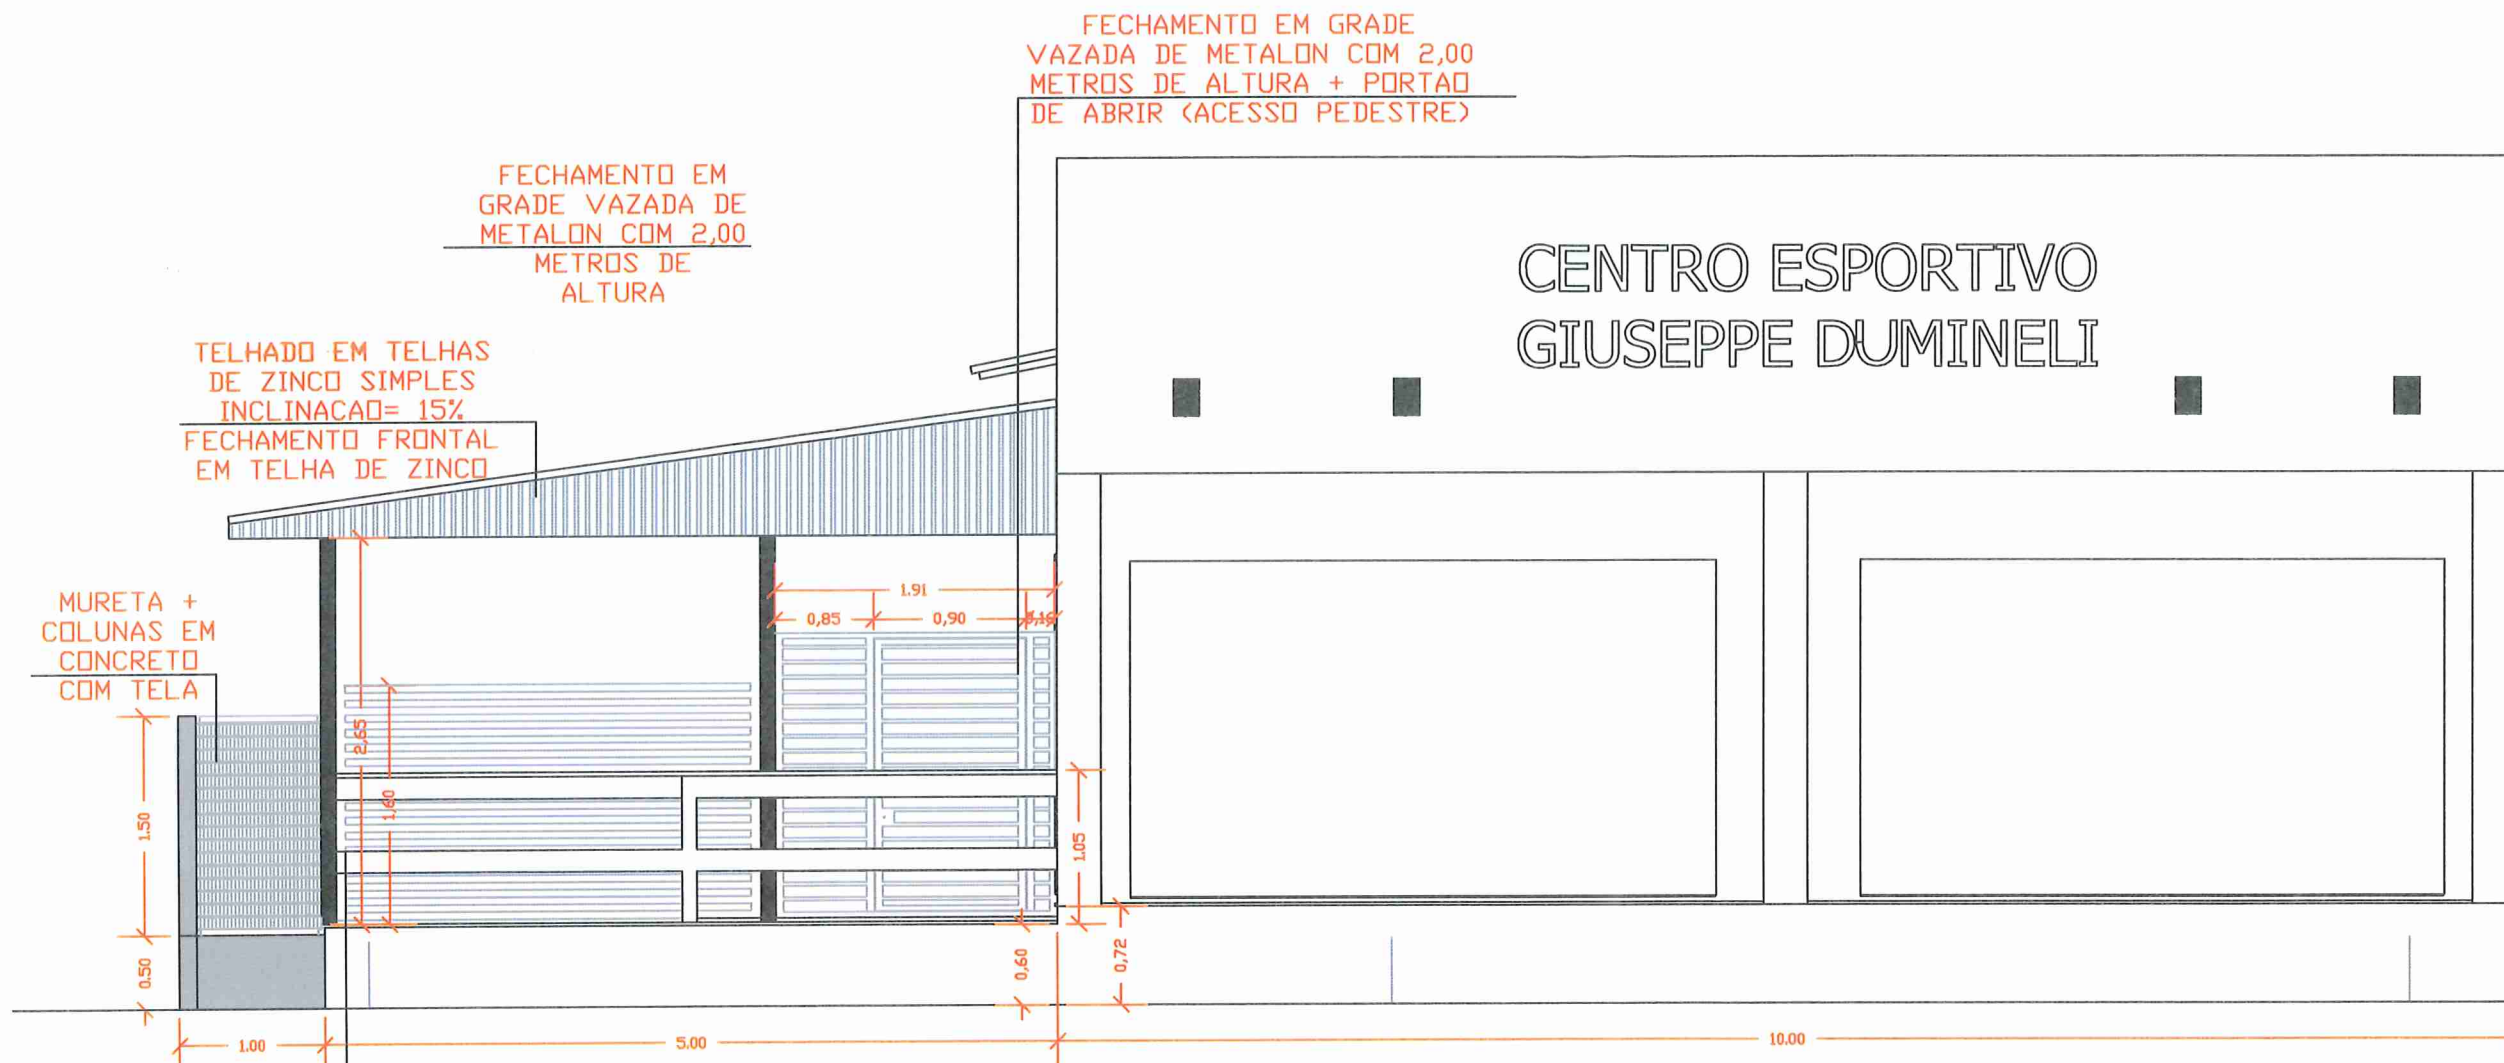 FECHAMENTO EM GRADE
VAZADA DE METALON COM 2,00
METROS DE ALTURA + PORTAO
DE ABRIR (ACESSO PEDESTRE)
FECHAMENTO EM
GRADE VAZADA DE
METALON COM 2,00
METROS DE
ALTURA
CENTRO ESPORTIVO
GIUSEPPE DUMINELI
TELHADO EM TELHAS
DE ZINCO SIMPLES
INCLINACAO= 15%
FECHAMENTO FRONTAL
EM TELHA DE ZINCO
MURETA +
COLUNAS EM
CONCRETO
COM TELA
1.91
0,85
0,90
2,65
1,60
1.50
1.05
0.50
0,60
0,72
1.00
5.00
10.00